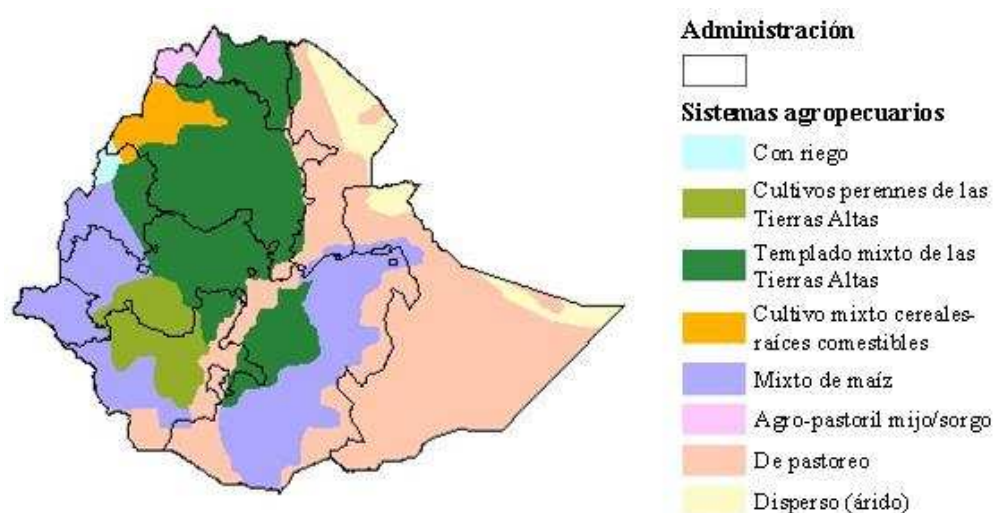 Administración
Sistemas agropecuarios
Con riego
Cultivos perennes de las
Tierras Altas
Templado mixto de las
Tierras Altas
Cultivo mixto cereales-
raíces comestibles
Mixto de maíz
Agro-pastoril mijo/sorgo
De pastoreo
Disperso (árido)